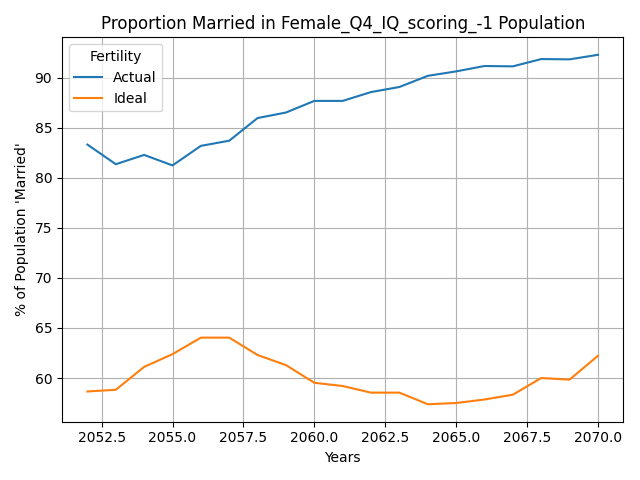 Proportion Married in Female_Q4_IQ_scoring_-1 Population
Fertility
Actual
Ideal
% of Population 'Married'
90
85
80
75
70
65
60
2052.5
2055.0
2057.5
2060.0
2062.5
2065.0
2067.5
2070.0
Years